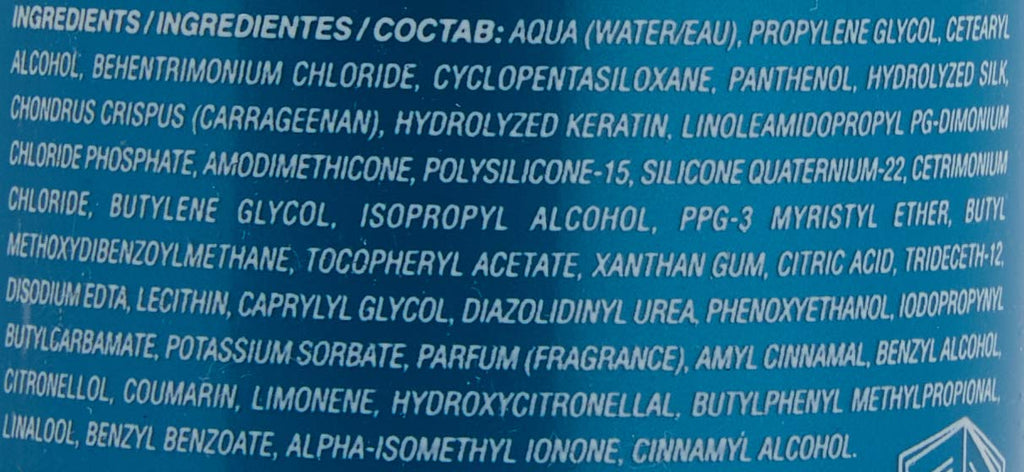 INGREDIENTS / INGREDIENTES / COCTAB: AQUA (WATER/EAU), PROPYLENE GLYCOL, CETEARYL
ALCOHOL, BEHENTRIMONIUM CHLORIDE, CYCLOPENTASILOXANE, PANTHENOL, HYDROLYZED SILK,
CHONDRUS CRISPUS (CARRAGEENAN), HYDROLYZED KERATIN, LINOLEAMIDOPROPYL PG-DIMONIUM
CHLORIDE PHOSPHATE, AMODIMETHICONE, POLYSILICONE-15, SILICONE QUATERNIUM-22, CETRIMONIUM
CHLORIDE, BUTYLENE GLYCOL, ISOPROPYL ALCOHOL, PPG-3 MYRISTYL ETHER, BUTYL
METHOXYDIBENZOYLMETHANE, TOCOPHERYL ACETATE, XANTHAN GUM, CITRIC ACID, TRIDECETH-12,
DISODIUM EDTA, LECITHIN, CAPRYLYL GLYCOL, DIAZOLIDINYL UREA, PHENOXYETHANOL, IODOPROPYNYL
BUTYLCARBAMATE, POTASSIUM SORBATE, PARFUM (FRAGRANCE), AMYL CINNAMAL, BENZYL ALCOHOL,
CITRONELLOL, COUMARIN, LIMONENE, HYDROXYCITRONELLAL, BUTYLPHENYL METHYLPROPIONAL,
LINALOOL, BENZYL BENZOATE, ALPHA-ISOMETHYL IONONE, CINNAMYL ALCOHOL.